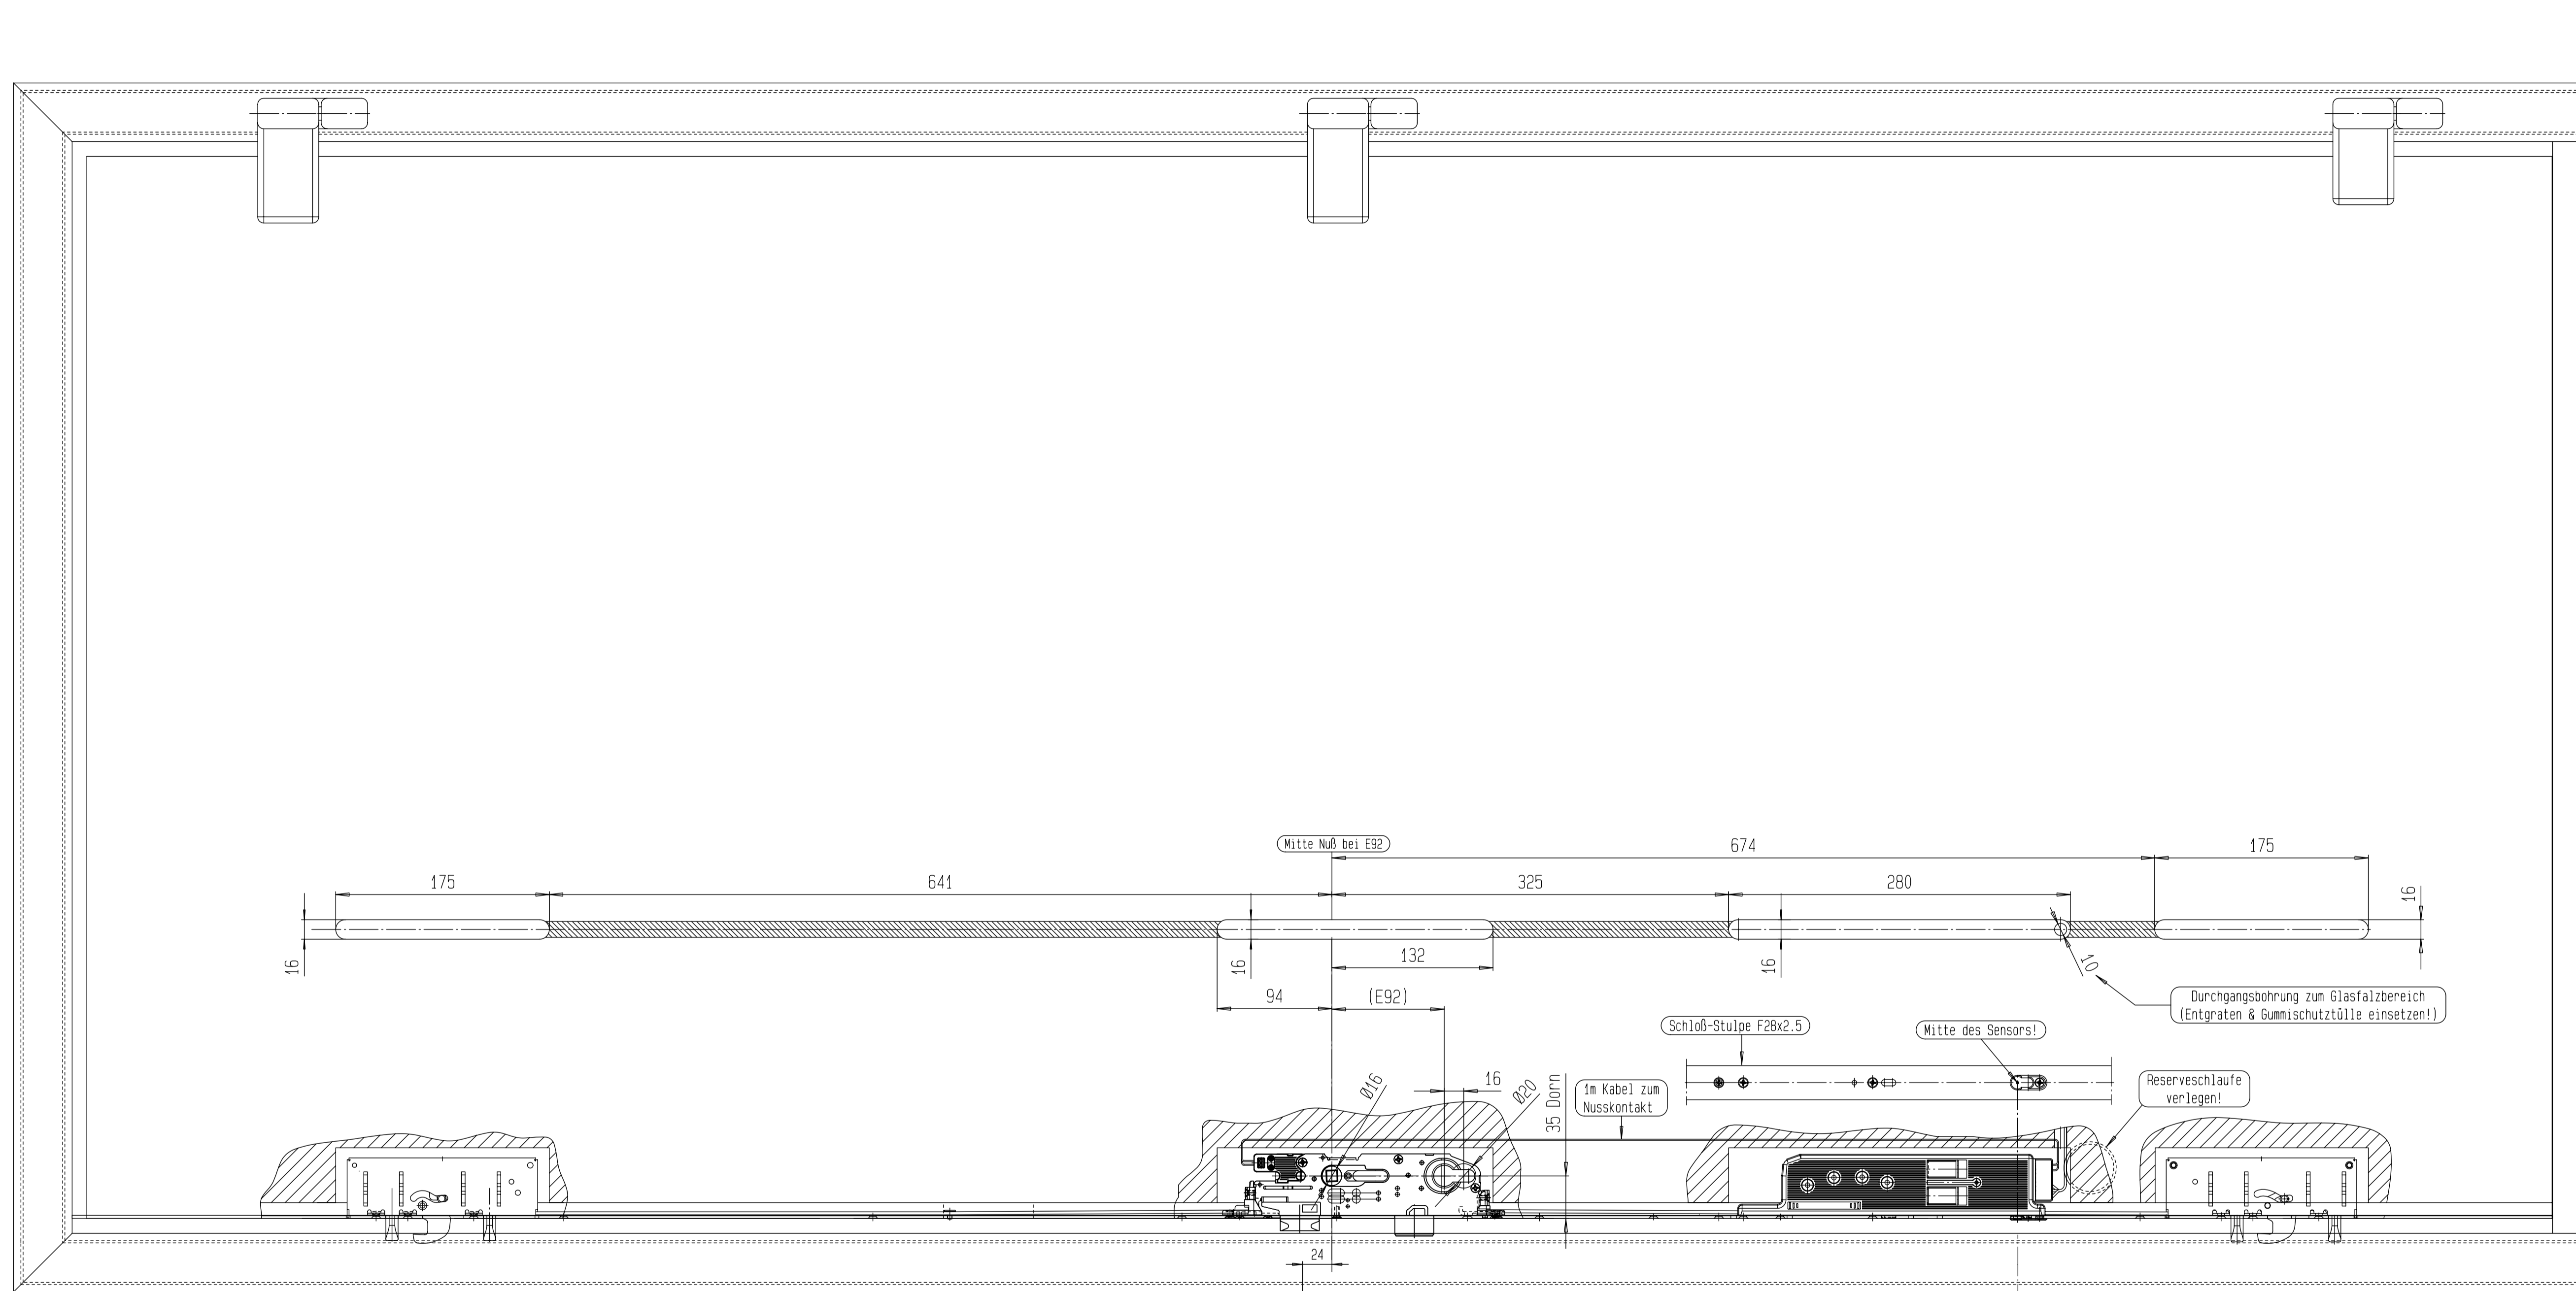 Mitte Nuß bei E92
674
175
175
641
325
280
16
16
16
132
16
10
94
(E92)
Durchgangsbohrung zum Glasfalzbereich
(Entgraten & Gummischutztülle einsetzen!)
Schloß-Stulpe F28x2.5
Mitte des Sensors!
Ø16
16
Ø20
35 Dorn
1m Kabel zum
Nusskontakt
Reserveschlaufe
verlegen!
24